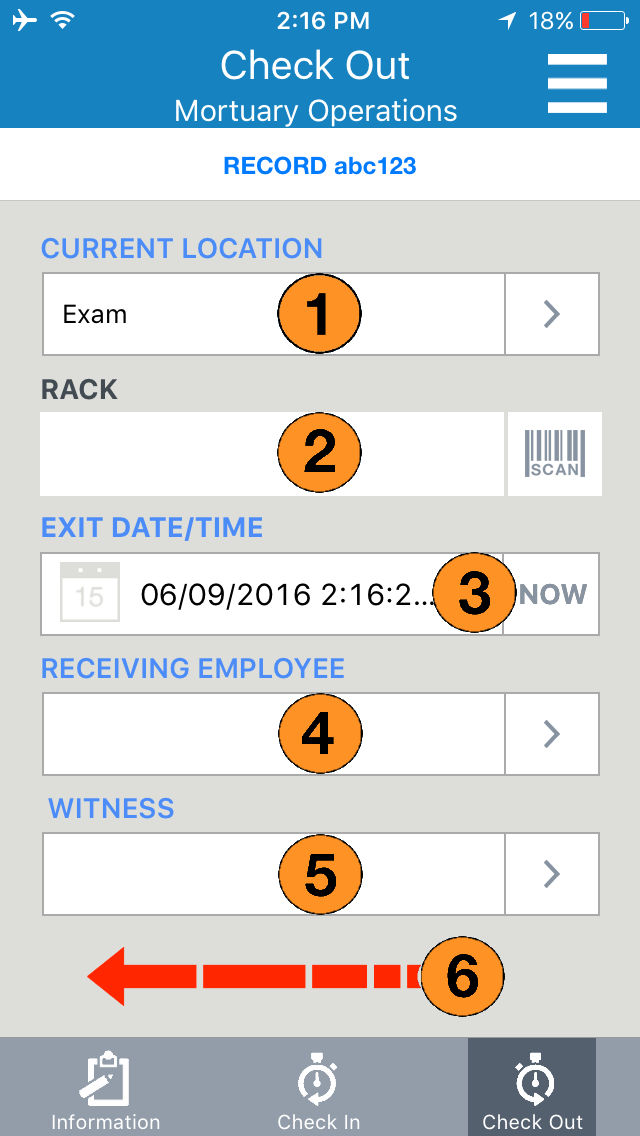 2:16 PM
18%
Check Out
Mortuary Operations
RECORD abc123
CURRENT LOCATION
Exam
1
RACK
2
SCAN
EXIT DATE/TIME
15
06/09/2016 2:16:2...
3
NOW
RECEIVING EMPLOYEE
4
WITNESS
5
6
Information
Check In
Check Out